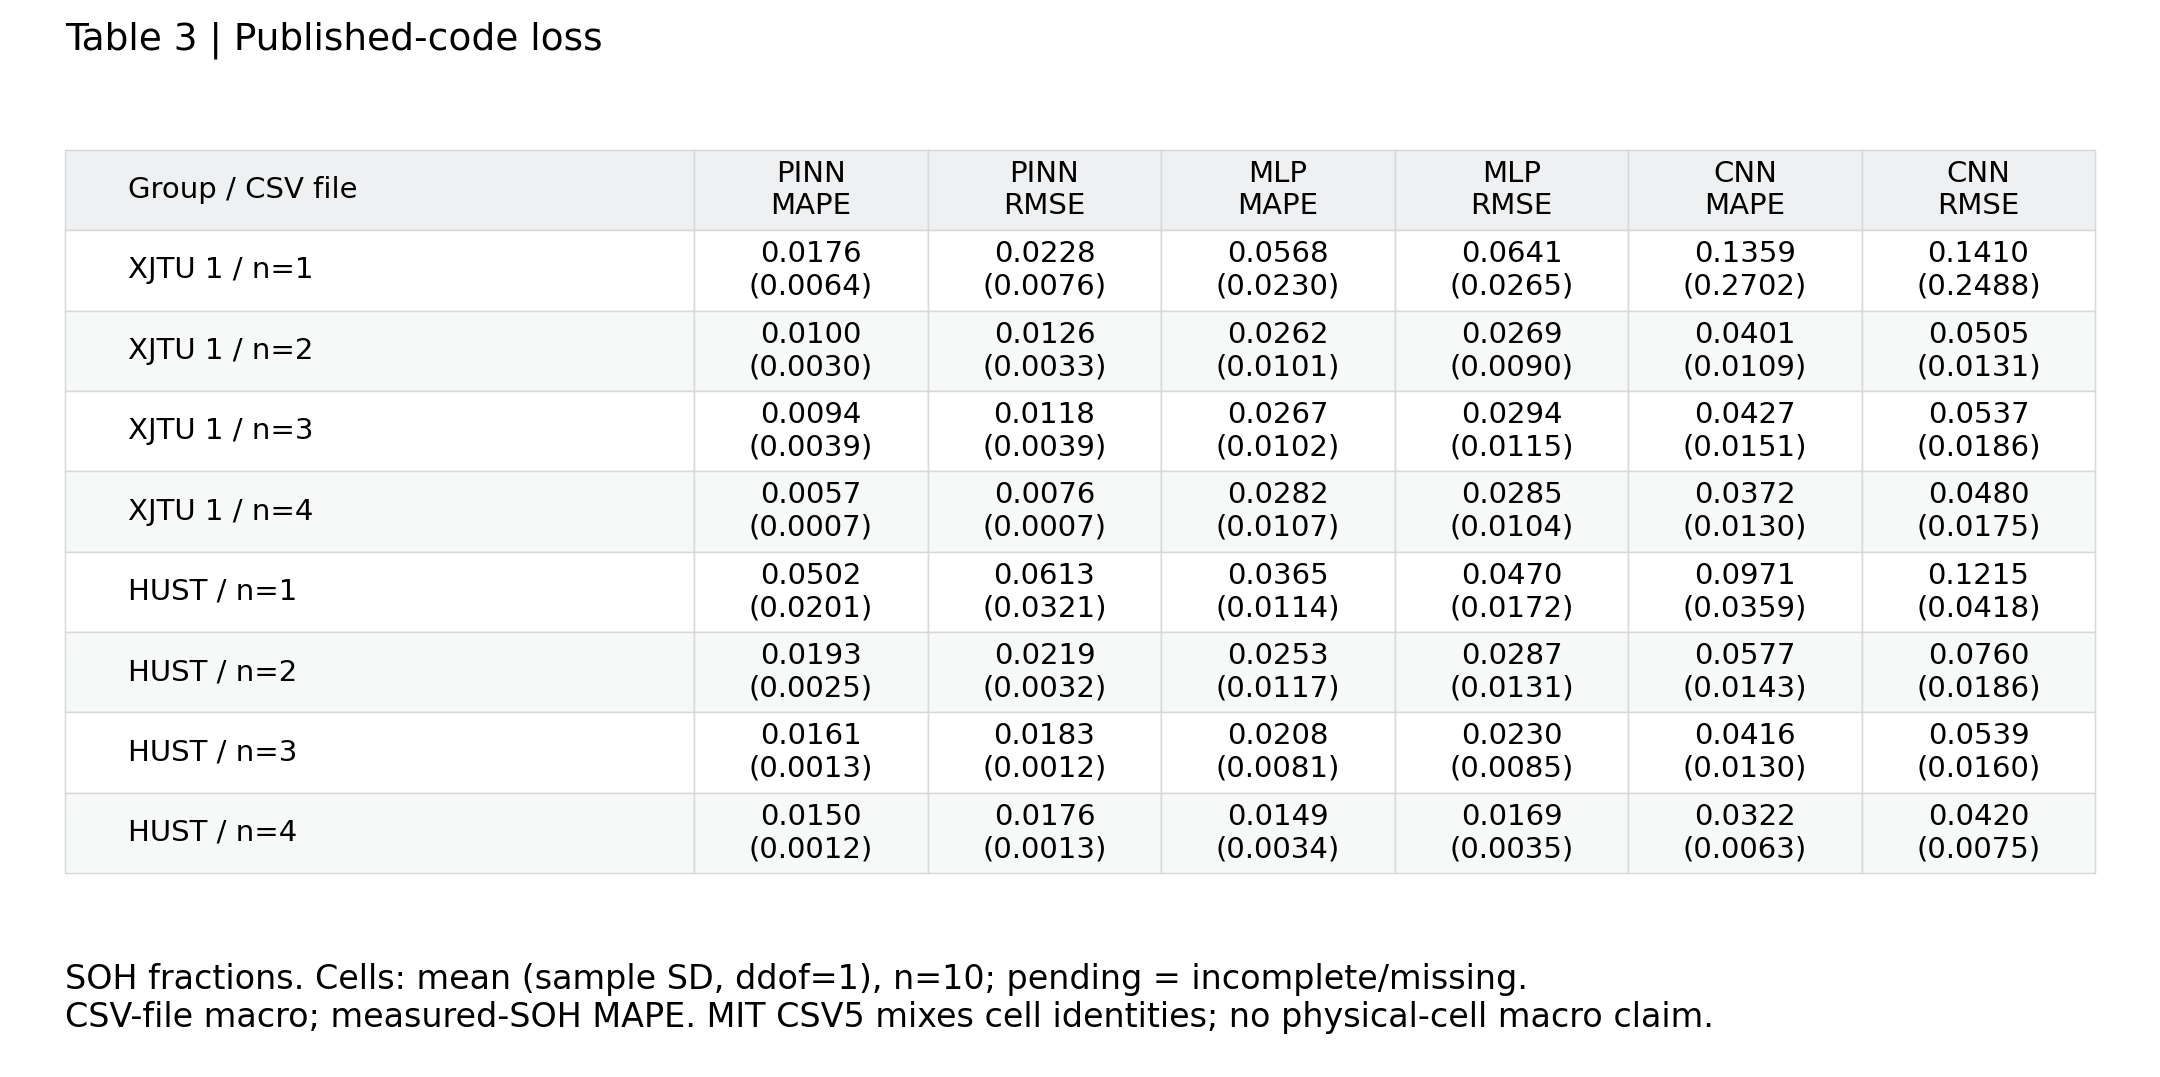 Table 3 | Published-code loss
Group / CSV file
PINN MAPE
PINN RMSE
MLP MAPE
MLP RMSE
CNN MAPE
CNN RMSE
XJTU 1 / n=1
0.0176 (0.0064)
0.0228 (0.0076)
0.0568 (0.0230)
0.0641 (0.0265)
0.1359 (0.2702)
0.1410 (0.2488)
XJTU 1 / n=2
0.0100 (0.0030)
0.0126 (0.0033)
0.0262 (0.0101)
0.0269 (0.0090)
0.0401 (0.0109)
0.0505 (0.0131)
XJTU 1 / n=3
0.0094 (0.0039)
0.0118 (0.0039)
0.0267 (0.0102)
0.0294 (0.0115)
0.0427 (0.0151)
0.0537 (0.0186)
XJTU 1 / n=4
0.0057 (0.0007)
0.0076 (0.0007)
0.0282 (0.0107)
0.0285 (0.0104)
0.0372 (0.0130)
0.0480 (0.0175)
HUST / n=1
0.0502 (0.0201)
0.0613 (0.0321)
0.0365 (0.0114)
0.0470 (0.0172)
0.0971 (0.0359)
0.1215 (0.0418)
HUST / n=2
0.0193 (0.0025)
0.0219 (0.0032)
0.0253 (0.0117)
0.0287 (0.0131)
0.0577 (0.0143)
0.0760 (0.0186)
HUST / n=3
0.0161 (0.0013)
0.0183 (0.0012)
0.0208 (0.0081)
0.0230 (0.0085)
0.0416 (0.0130)
0.0539 (0.0160)
HUST / n=4
0.0150 (0.0012)
0.0176 (0.0013)
0.0149 (0.0034)
0.0169 (0.0035)
0.0322 (0.0063)
0.0420 (0.0075)
SOH fractions. Cells: mean (sample SD, ddof=1), n=10; pending = incomplete/missing.
CSV-file macro; measured-SOH MAPE. MIT CSV5 mixes cell identities; no physical-cell macro claim.